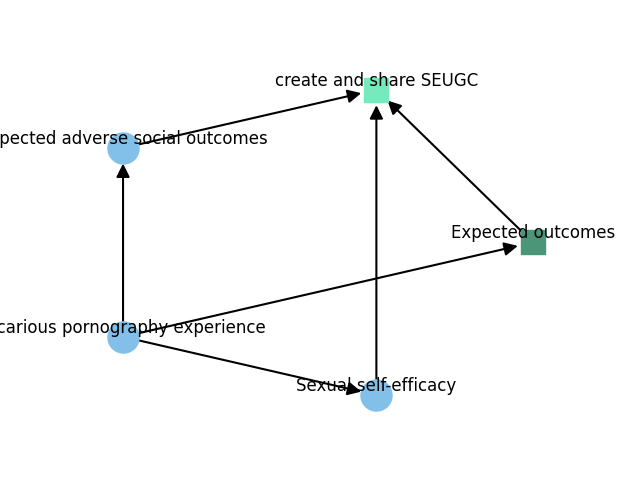 create and share SEUGC
pected adverse social outcomes
Expected outcomes
carious pornography experience
Sexual self-efficacy